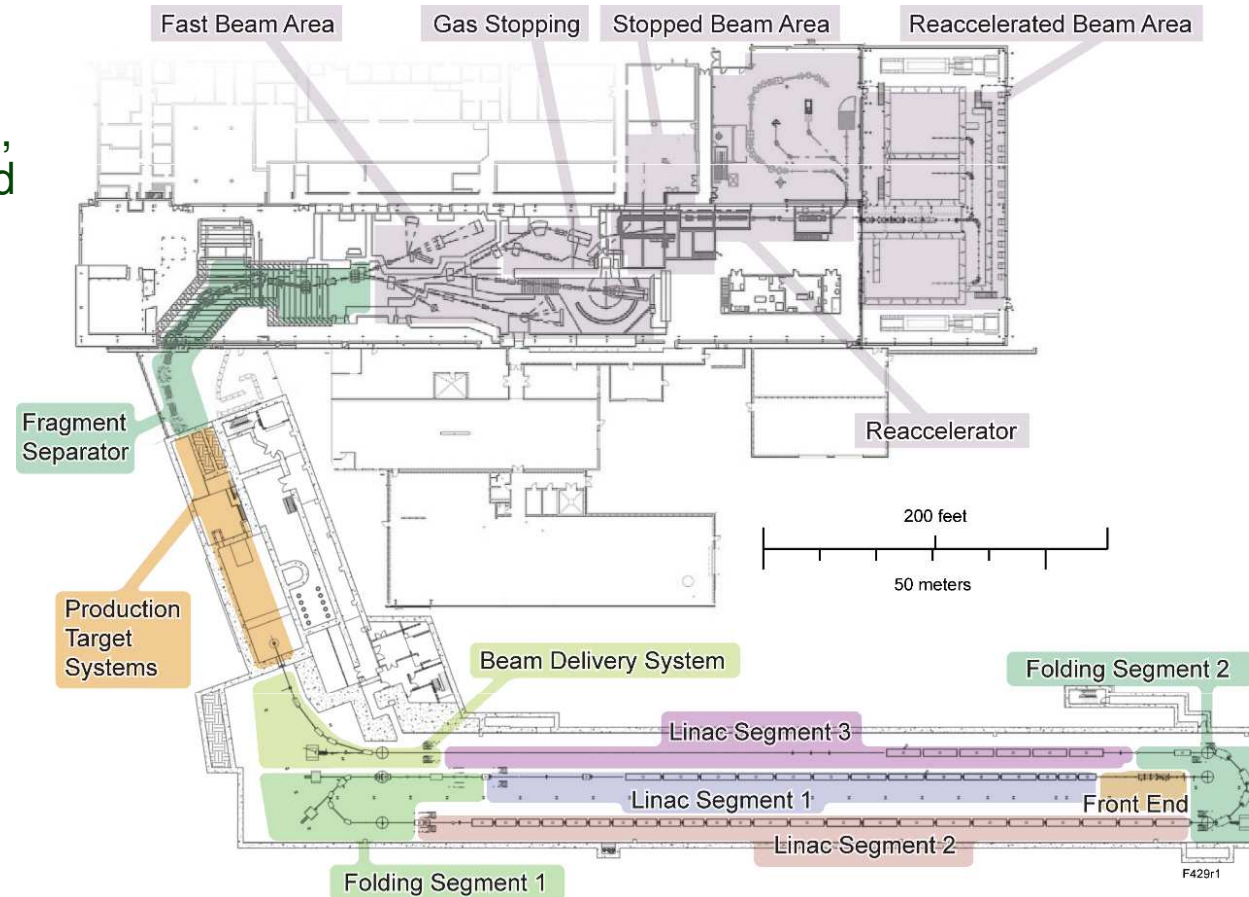 Fast Beam Area
Gas Stopping
Stopped Beam Area
Reaccelerated Beam Area
,
d
Fragment
Separator
Reaccelerator
200 feet
50 meters
Production
Target
Systems
Beam Delivery System
Folding Segment 2
Linac Segment 3
Linac Segment 1
Front End
Linac Segment 2
Folding Segment 1
F429r1